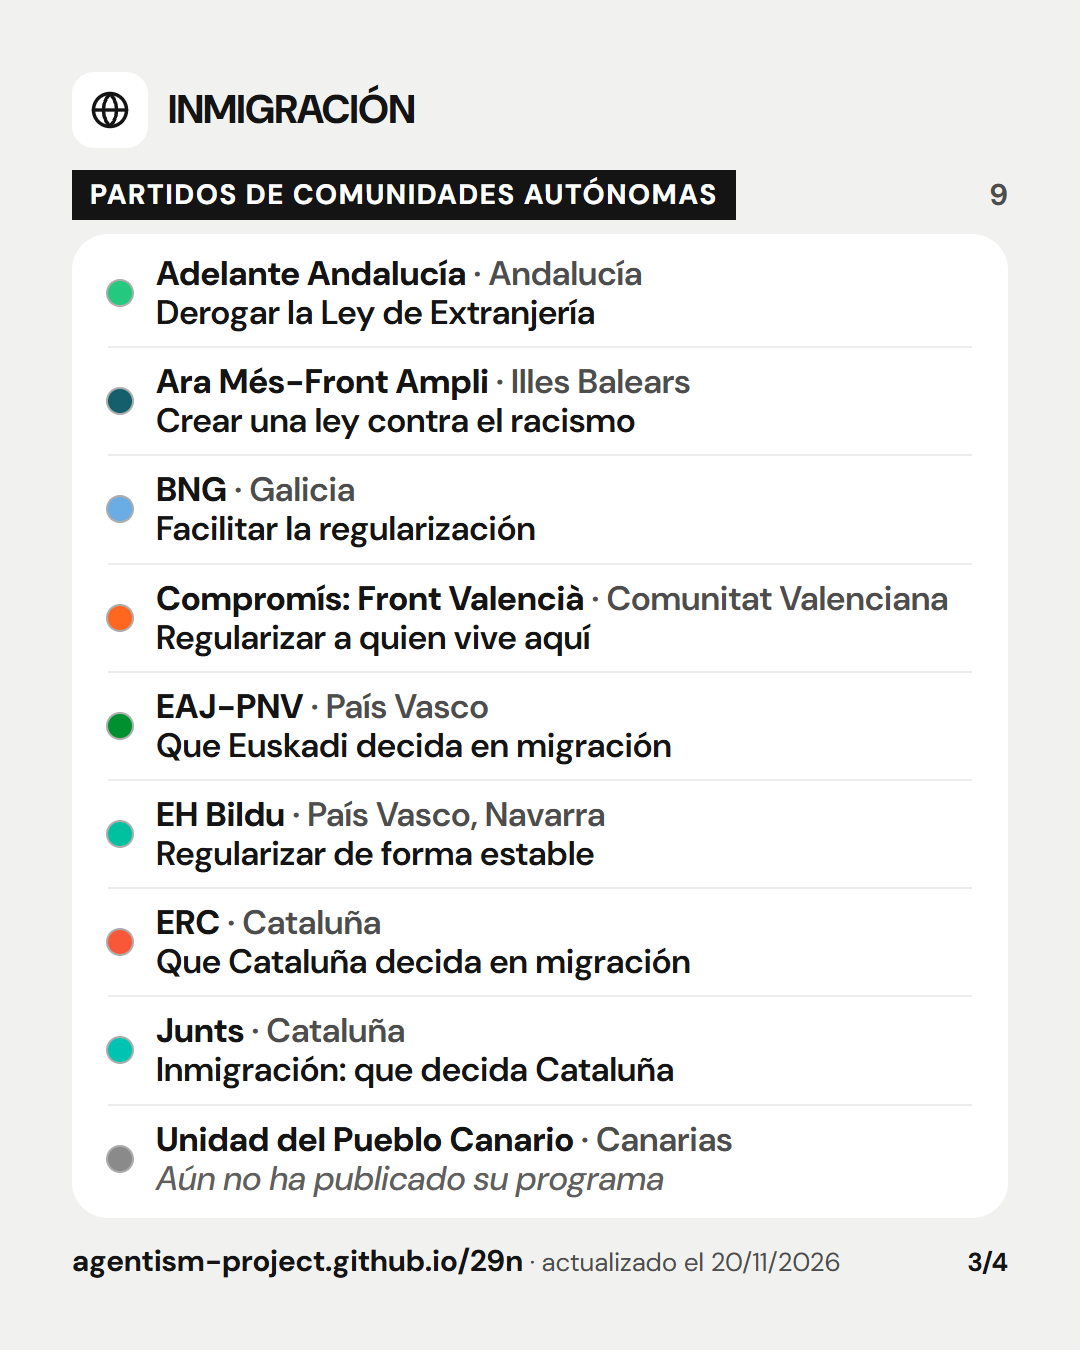 INMIGRACIÓN
PARTIDOS DE COMUNIDADES AUTÓNOMAS 9
Adelante Andalucía · Andalucía
Derogar la Ley de Extranjería
Ara Més–Front Ampli · Illes Balears
Crear una ley contra el racismo
BNG · Galicia
Facilitar la regularización
Compromís: Front Valencià · Comunitat Valenciana
Regularizar a quien vive aquí
EAJ-PNV · País Vasco
Que Euskadi decida en migración
EH Bildu · País Vasco, Navarra
Regularizar de forma estable
ERC · Cataluña
Que Cataluña decida en migración
Junts · Cataluña
Inmigración: que decida Cataluña
Unidad del Pueblo Canario · Canarias
Aún no ha publicado su programa
agentism-project.github.io/29n · actualizado el 20/11/2026 3/4